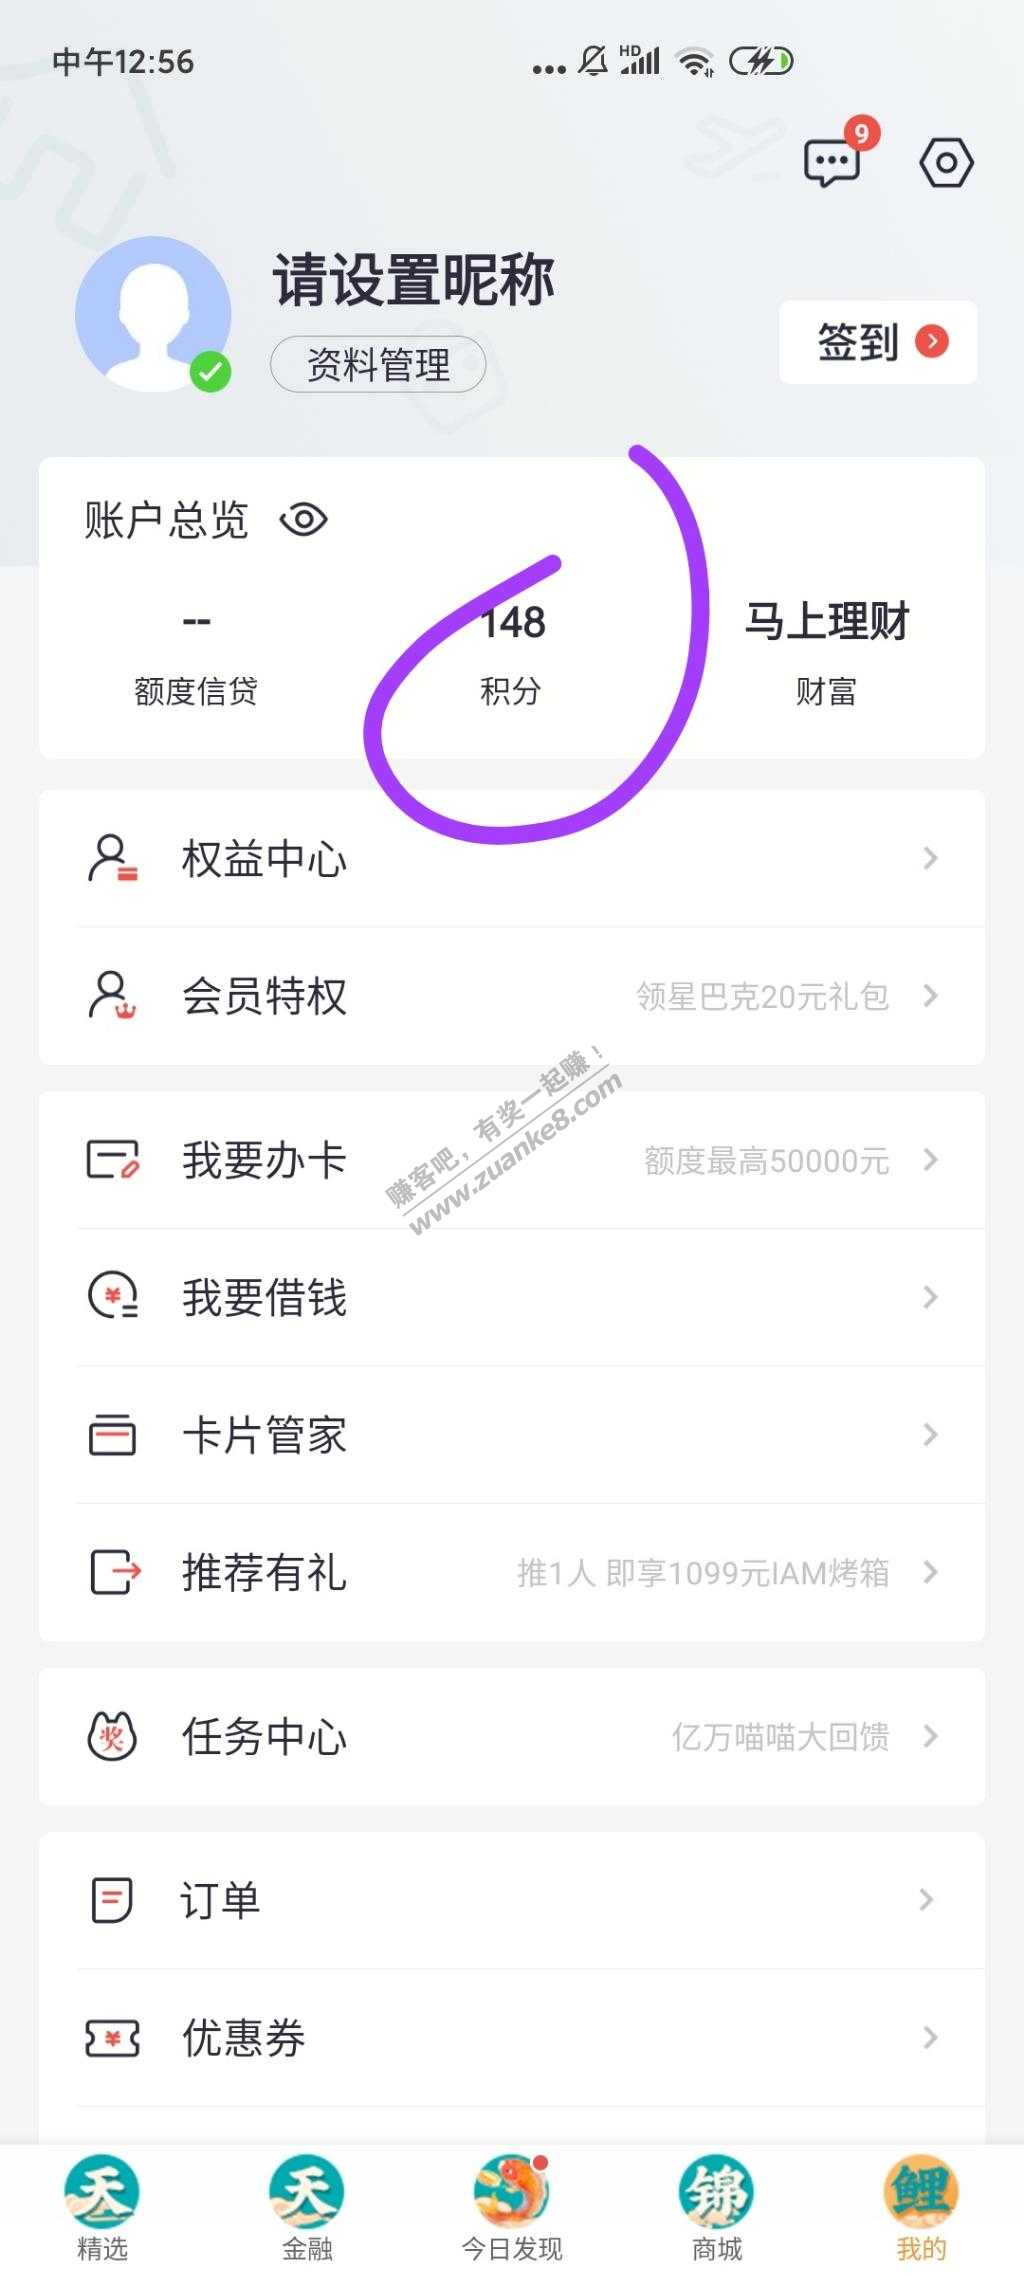 中午12:56
HD
9
请设置昵称
资料管理
签到
账户总览
--
148
马上理财
额度信贷
积分
财富
权益中心
会员特权
领星巴克20元礼包
赚客吧，有奖一起赚！
www.zuanke8.com
我要办卡
额度最高50000元
我要借钱
卡片管家
推荐有礼
推1人 即享1099元IAM烤箱
奖
任务中心
亿万喵喵大回馈
订单
优惠券
天
天
锦
鲤
精选
金融
今日发现
商城
我的